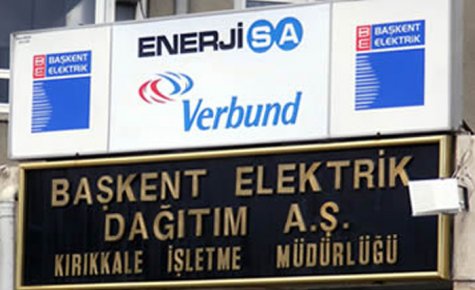 BAŞKENT
ELEKTRİK
ENERJİSA
BAŞKENT
ELEKTRİK
Verbund
BAŞKENT ELEKTRİK
DAĞITIM A.Ş.
KIRIKKALE İŞLETME MÜDÜRLÜĞÜ